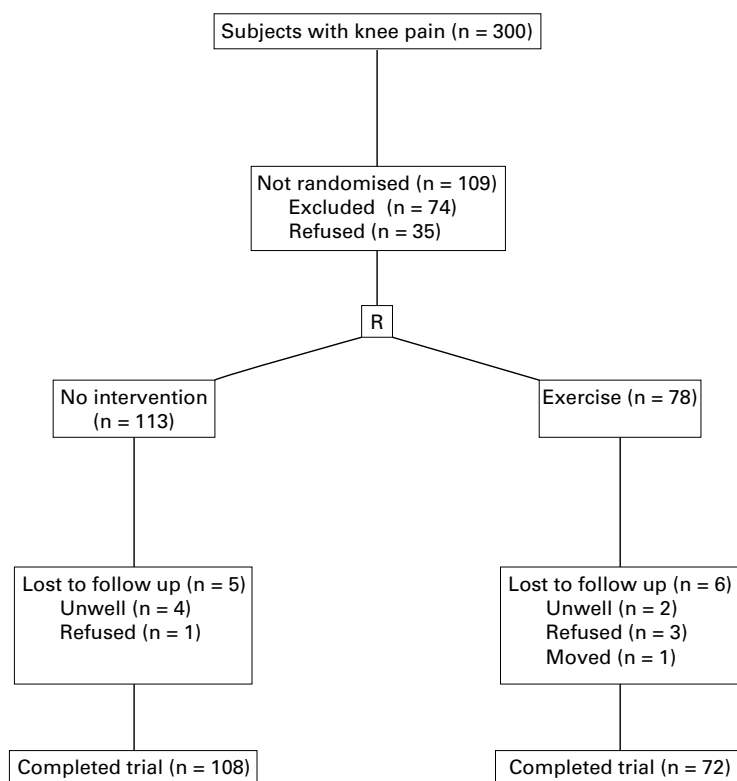 Subjects with knee pain (n = 300)
Not randomised (n = 109)
Excluded (n = 74)
Refused (n = 35)
R
No intervention
(n = 113)
Exercise (n = 78)
Lost to follow up (n = 5)
Unwell (n = 4)
Refused (n = 1)
Lost to follow up (n = 6)
Unwell (n = 2)
Refused (n = 3)
Moved (n = 1)
Completed trial (n = 108)
Completed trial (n = 72)